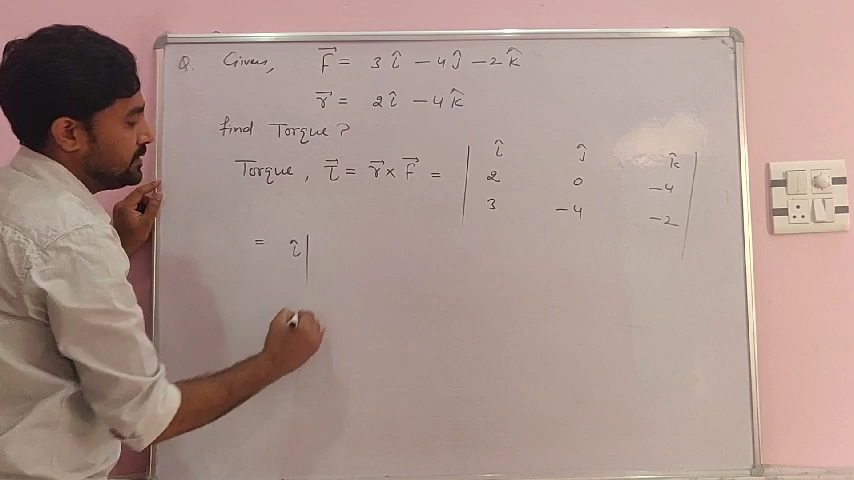 Q. Given, F⃗ = 3î - 4ĵ - 2k̂
r⃗ = 2î - 4k̂
find Torque?
Torque, τ⃗ = r⃗ × F⃗ = | î ĵ k̂ |
| 2 0 -4 |
| 3 -4 -2 |
= î |